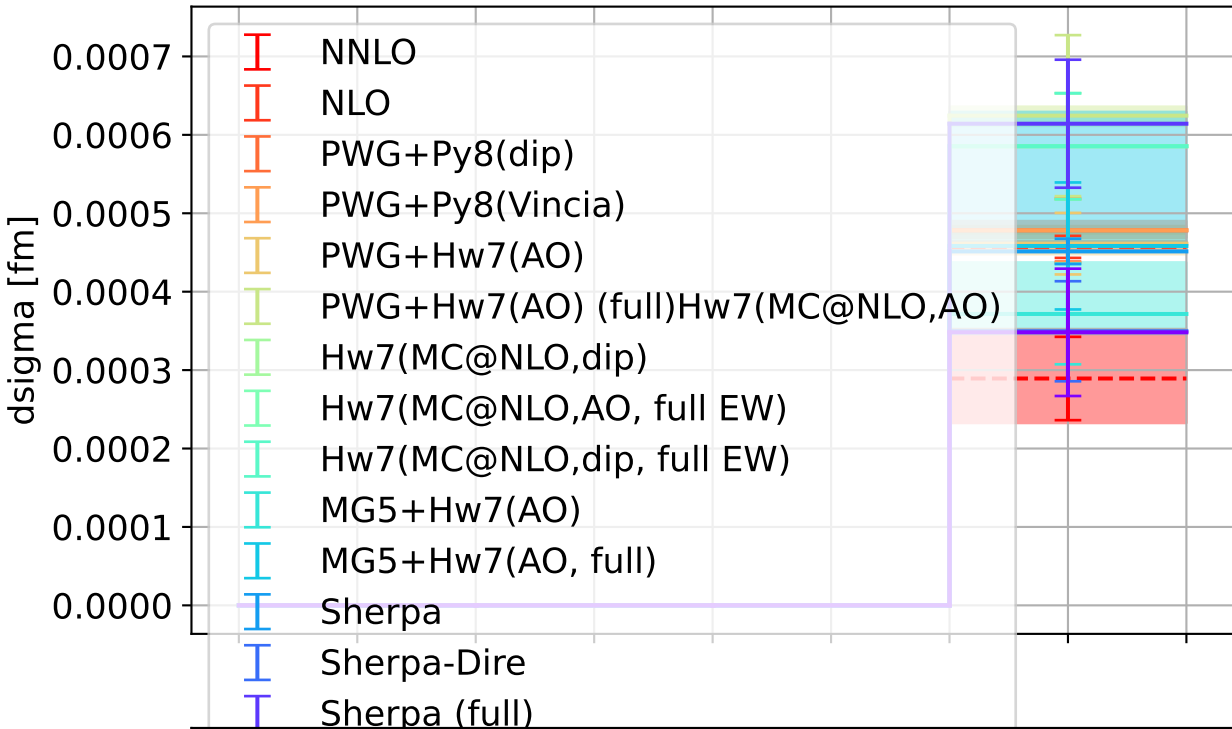 0.0007
0.0006
0.0005
0.0004
0.0003
0.0002
0.0001
0.0000
dsigma [fm]
NNLO
NLO
PWG+Py8(dip)
PWG+Py8(Vincia)
PWG+Hw7(AO)
PWG+Hw7(AO) (full)Hw7(MC@NLO,AO)
Hw7(MC@NLO,dip)
Hw7(MC@NLO,AO, full EW)
Hw7(MC@NLO,dip, full EW)
MG5+Hw7(AO)
MG5+Hw7(AO, full)
Sherpa
Sherpa-Dire
Sherpa (full)